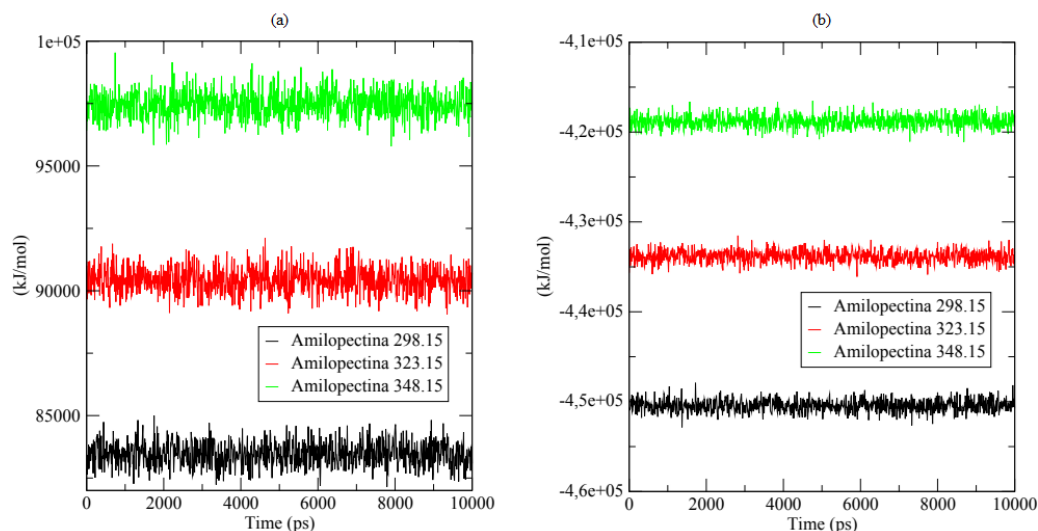 (a)
1e+05
95000
90000
85000
(kJ/mol)
Amilopectina 298.15
Amilopectina 323.15
Amilopectina 348.15
0
2000
4000
6000
8000
10000
Time (ps)
(b)
-4,1e+05
-4,2e+05
-4,3e+05
-4,4e+05
-4,5e+05
-4,6e+05
(kJ/mol)
Amilopectina 298.15
Amilopectina 323.15
Amilopectina 348.15
0
2000
4000
6000
8000
10000
Time (ps)